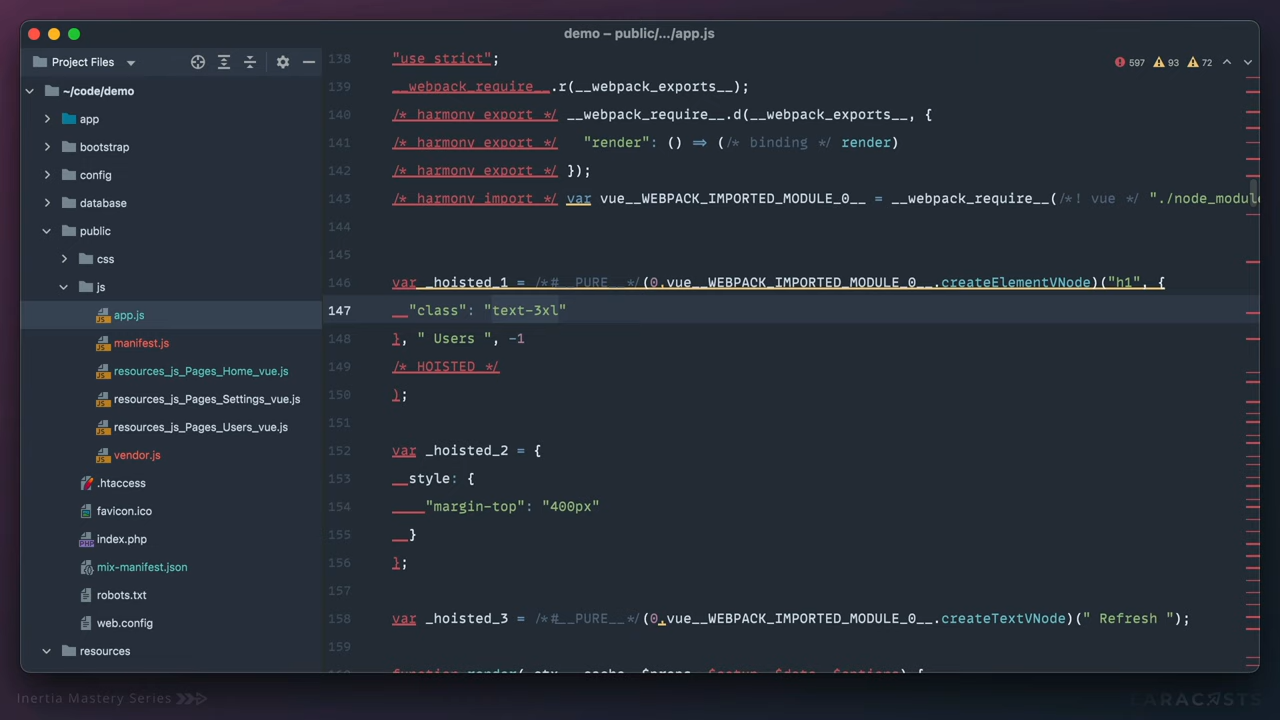 demo – public/.../app.js
Project Files
~/code/demo
app
bootstrap
config
database
public
css
js
app.js
manifest.js
resources_js_Pages_Home_vue.js
resources_js_Pages_Settings_vue.js
resources_js_Pages_Users_vue.js
vendor.js
.htaccess
favicon.ico
index.php
mix-manifest.json
robots.txt
web.config
resources
597 93 72
138 "use strict";
139 __webpack_require__.r(__webpack_exports__);
140 /* harmony export */ __webpack_require__.d(__webpack_exports__, {
141 /* harmony export */   "render": () => (/* binding */ render)
142 /* harmony export */ });
143 /* harmony import */ var vue__WEBPACK_IMPORTED_MODULE_0__ = __webpack_require__(/*! vue */ "./node_module
144
145
146 var _hoisted_1 = /*#__PURE__*/(0,vue__WEBPACK_IMPORTED_MODULE_0__.createElementVNode)("h1", {
147   "class": "text-3xl"
148 }, " Users ", -1
149 /* HOISTED */
150 );
151
152 var _hoisted_2 = {
153   style: {
154     "margin-top": "400px"
155   }
156 };
157
158 var _hoisted_3 = /*#__PURE__*/(0,vue__WEBPACK_IMPORTED_MODULE_0__.createTextVNode)(" Refresh ");
159
Inertia Mastery Series
LARACASTS